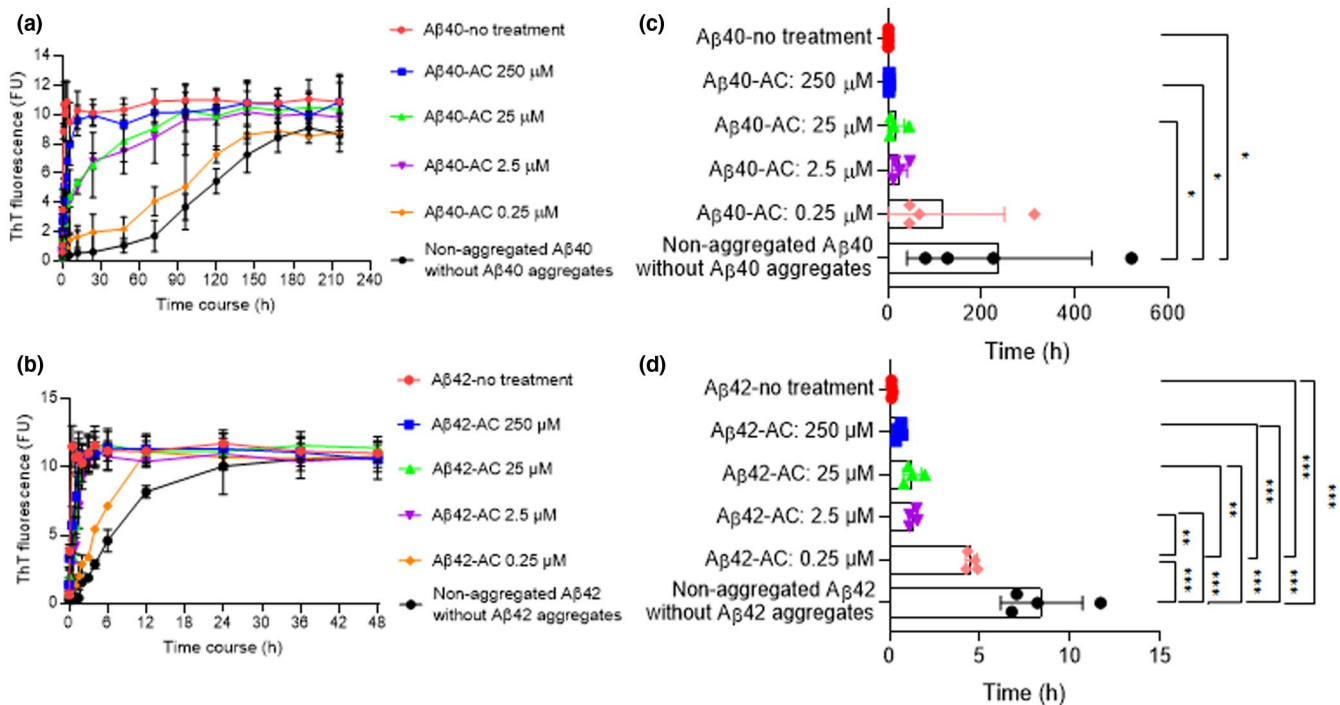 (a)
14
12
10
8
6
4
2
0
ThT fluorescence (FU)
0 30 60 90 120 150 180 210 240
Time course (h)
Aβ40-no treatment
Aβ40-AC 250 μM
Aβ40-AC 25 μM
Aβ40-AC 2.5 μM
Aβ40-AC 0.25 μM
Non-aggregated Aβ40
without Aβ40 aggregates
(c)
Aβ40-no treatment
Aβ40-AC: 250 μM
Aβ40-AC: 25 μM
Aβ40-AC: 2.5 μM
Aβ40-AC: 0.25 μM
Non-aggregated Aβ40
without Aβ40 aggregates
0 200 400 600
Time (h)
*
*
*
(b)
15
10
5
0
ThT fluorescence (FU)
0 6 12 18 24 30 36 42 48
Time course (h)
Aβ42-no treatment
Aβ42-AC 250 μM
Aβ42-AC 25 μM
Aβ42-AC 2.5 μM
Aβ42-AC 0.25 μM
Non-aggregated Aβ42
without Aβ42 aggregates
(d)
Aβ42-no treatment
Aβ42-AC: 250 μM
Aβ42-AC: 25 μM
Aβ42-AC: 2.5 μM
Aβ42-AC: 0.25 μM
Non-aggregated Aβ42
without Aβ42 aggregates
0 5 10 15
Time (h)
**
***
***
**
***
***
***
***
***